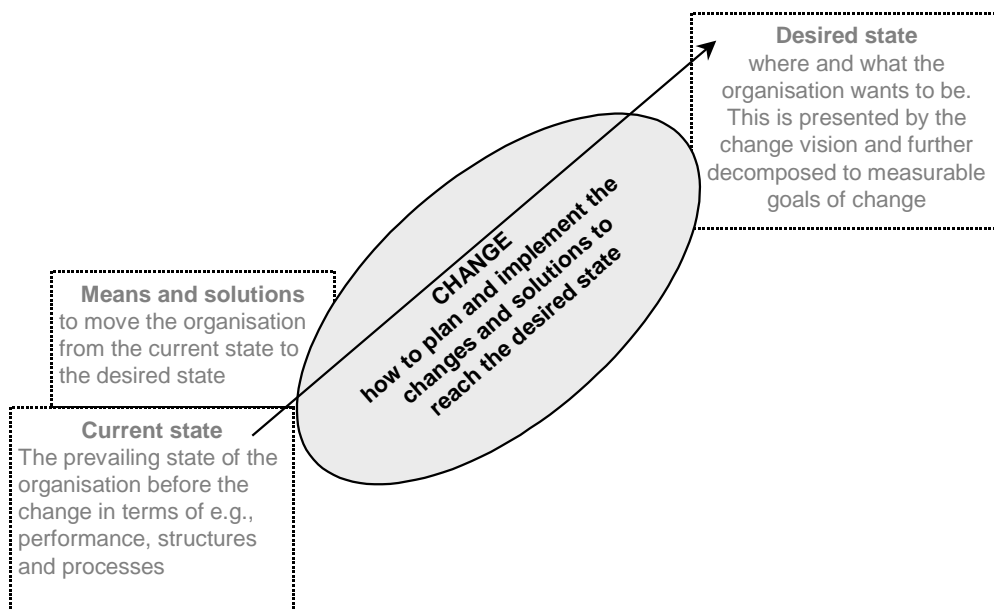 Desired state
where and what the
organisation wants to be.
This is presented by the
change vision and further
decomposed to measurable
goals of change
CHANGE
how to plan and implement the
changes and solutions to
reach the desired state
Means and solutions
to move the organisation
from the current state to
the desired state
Current state
The prevailing state of the
organisation before the
change in terms of e.g.,
performance, structures
and processes